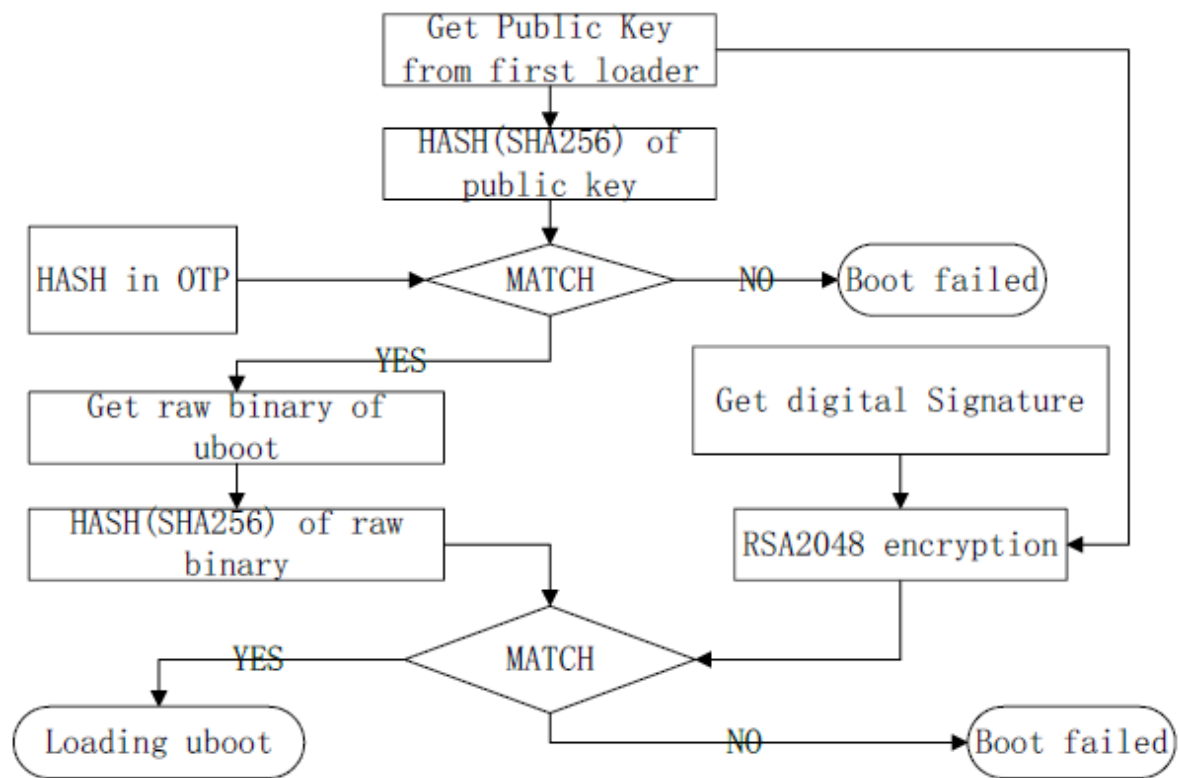 Get Public Key
from first loader
HASH(SHA256) of
public key
HASH in OTP
MATCH
NO
Boot failed
YES
Get raw binary of
uboot
Get digital Signature
HASH(SHA256) of raw
binary
RSA2048 encryption
YES
MATCH
Loading uboot
NO
Boot failed